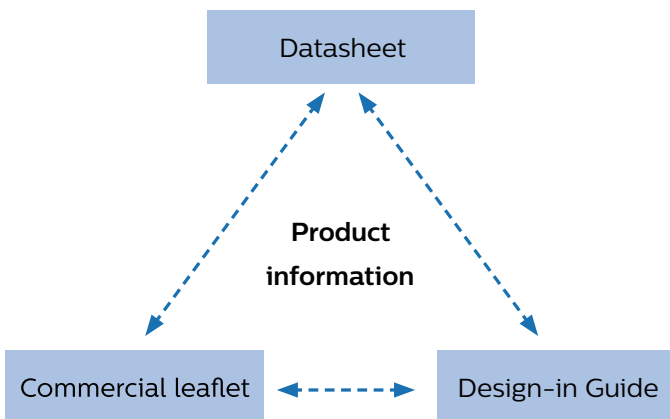 Datasheet
Product
information
Commercial leaflet
Design-in Guide